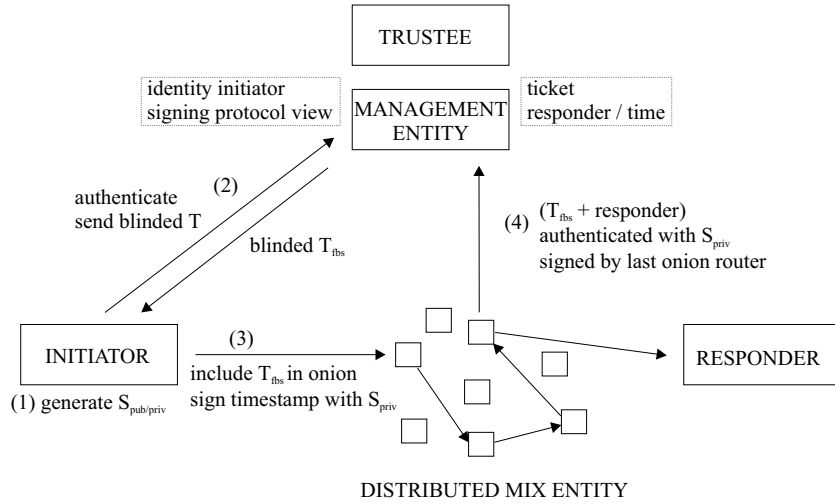 TRUSTEE
identity initiator
signing protocol view
MANAGEMENT
ENTITY
ticket
responder / time
(2)
authenticate
send blinded T
blinded T_fbs
(4)
(T_fbs + responder)
authenticated with S_priv
signed by last onion router
INITIATOR
(3)
include T_fbs in onion
sign timestamp with S_priv
RESPONDER
(1) generate S_pub/priv
DISTRIBUTED MIX ENTITY